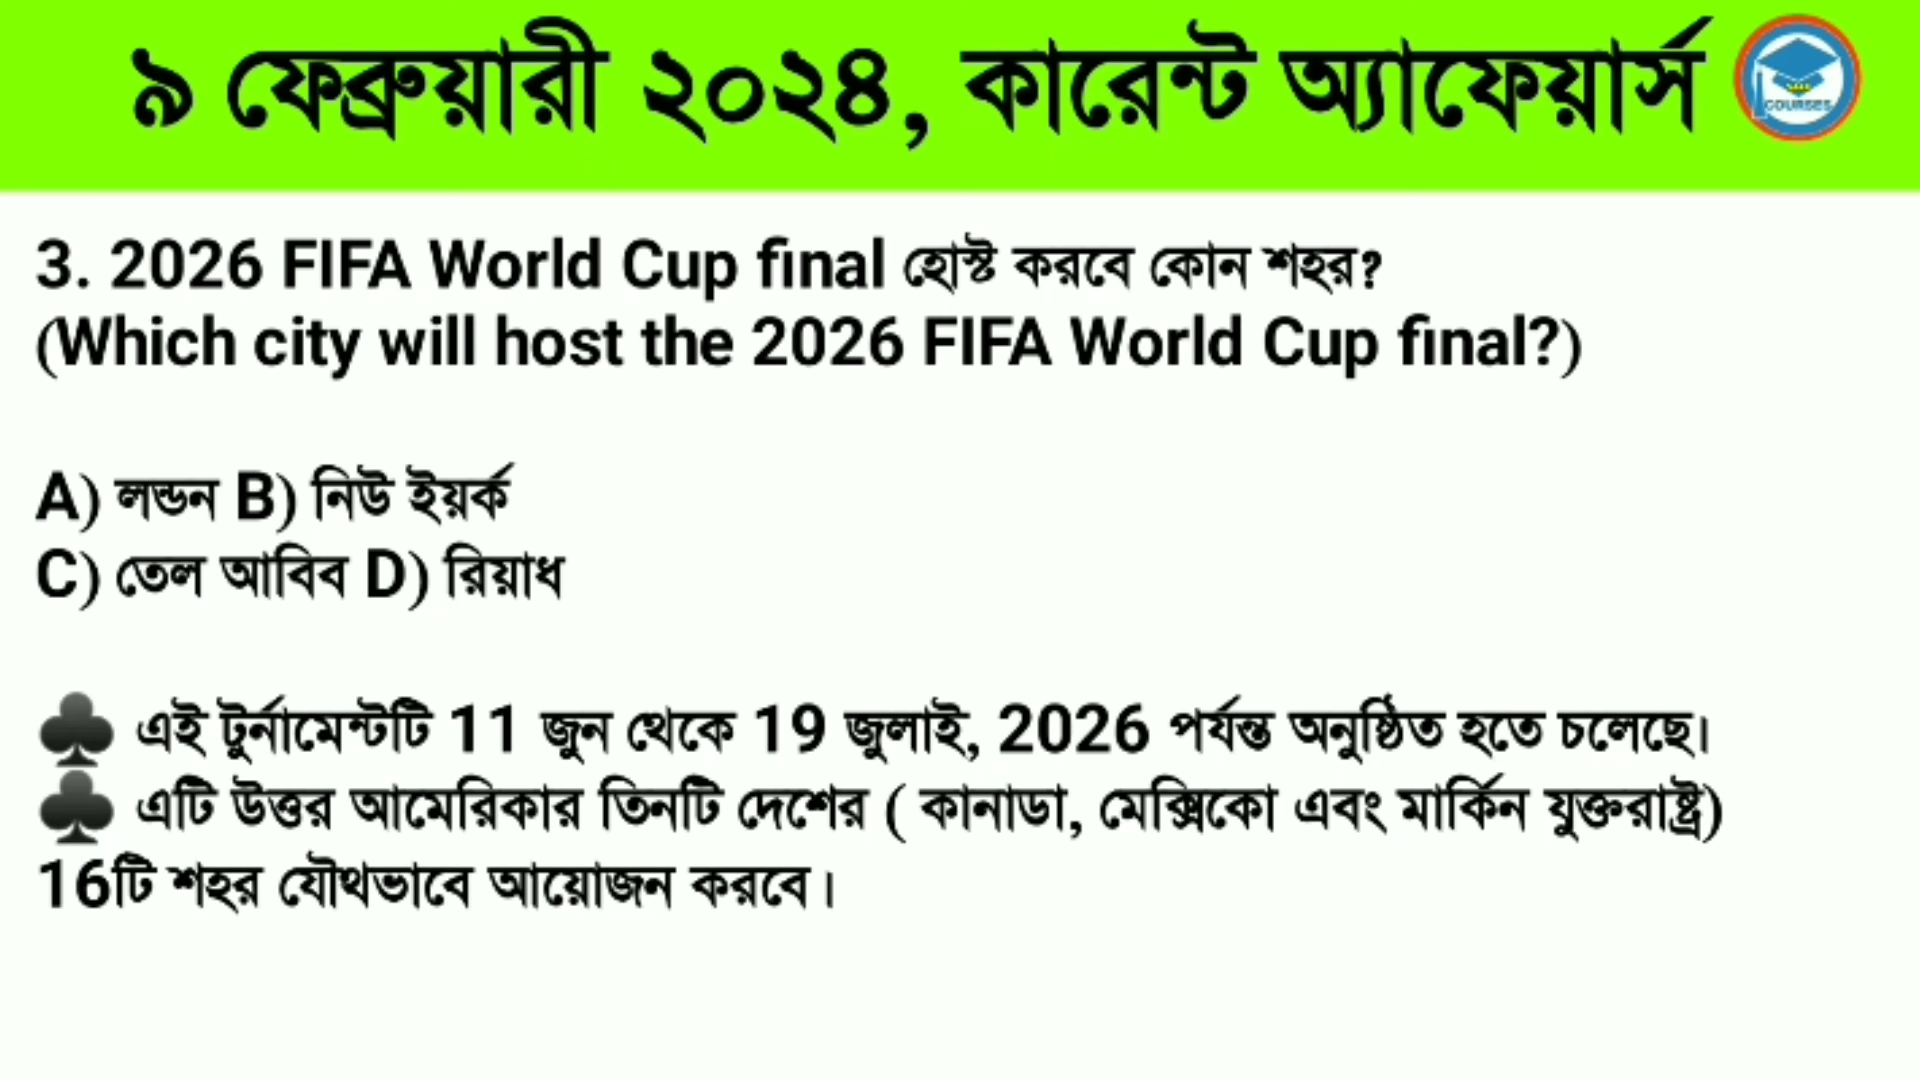 ৯ ফেব্রুয়ারী ২০২৪, কারেন্ট অ্যাফেয়ার্স
COURSES
3. 2026 FIFA World Cup final হোস্ট করবে কোন শহর?
(Which city will host the 2026 FIFA World Cup final?)
A) লন্ডন B) নিউ ইয়র্ক
C) তেল আবিব D) রিয়াধ
♣ এই টুর্নামেন্টটি 11 জুন থেকে 19 জুলাই, 2026 পর্যন্ত অনুষ্ঠিত হতে চলেছে।
♣ এটি উত্তর আমেরিকার তিনটি দেশের ( কানাডা, মেক্সিকো এবং মার্কিন যুক্তরাষ্ট্র)
16টি শহর যৌথভাবে আয়োজন করবে।